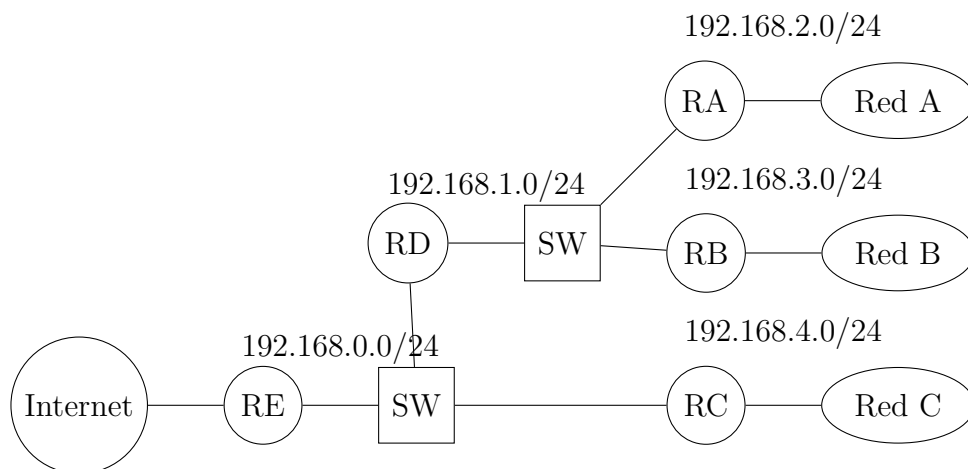 192.168.2.0/24
RA
Red A
192.168.1.0/24
192.168.3.0/24
RD
SW
RB
Red B
192.168.0.0/24
192.168.4.0/24
Internet
RE
SW
RC
Red C